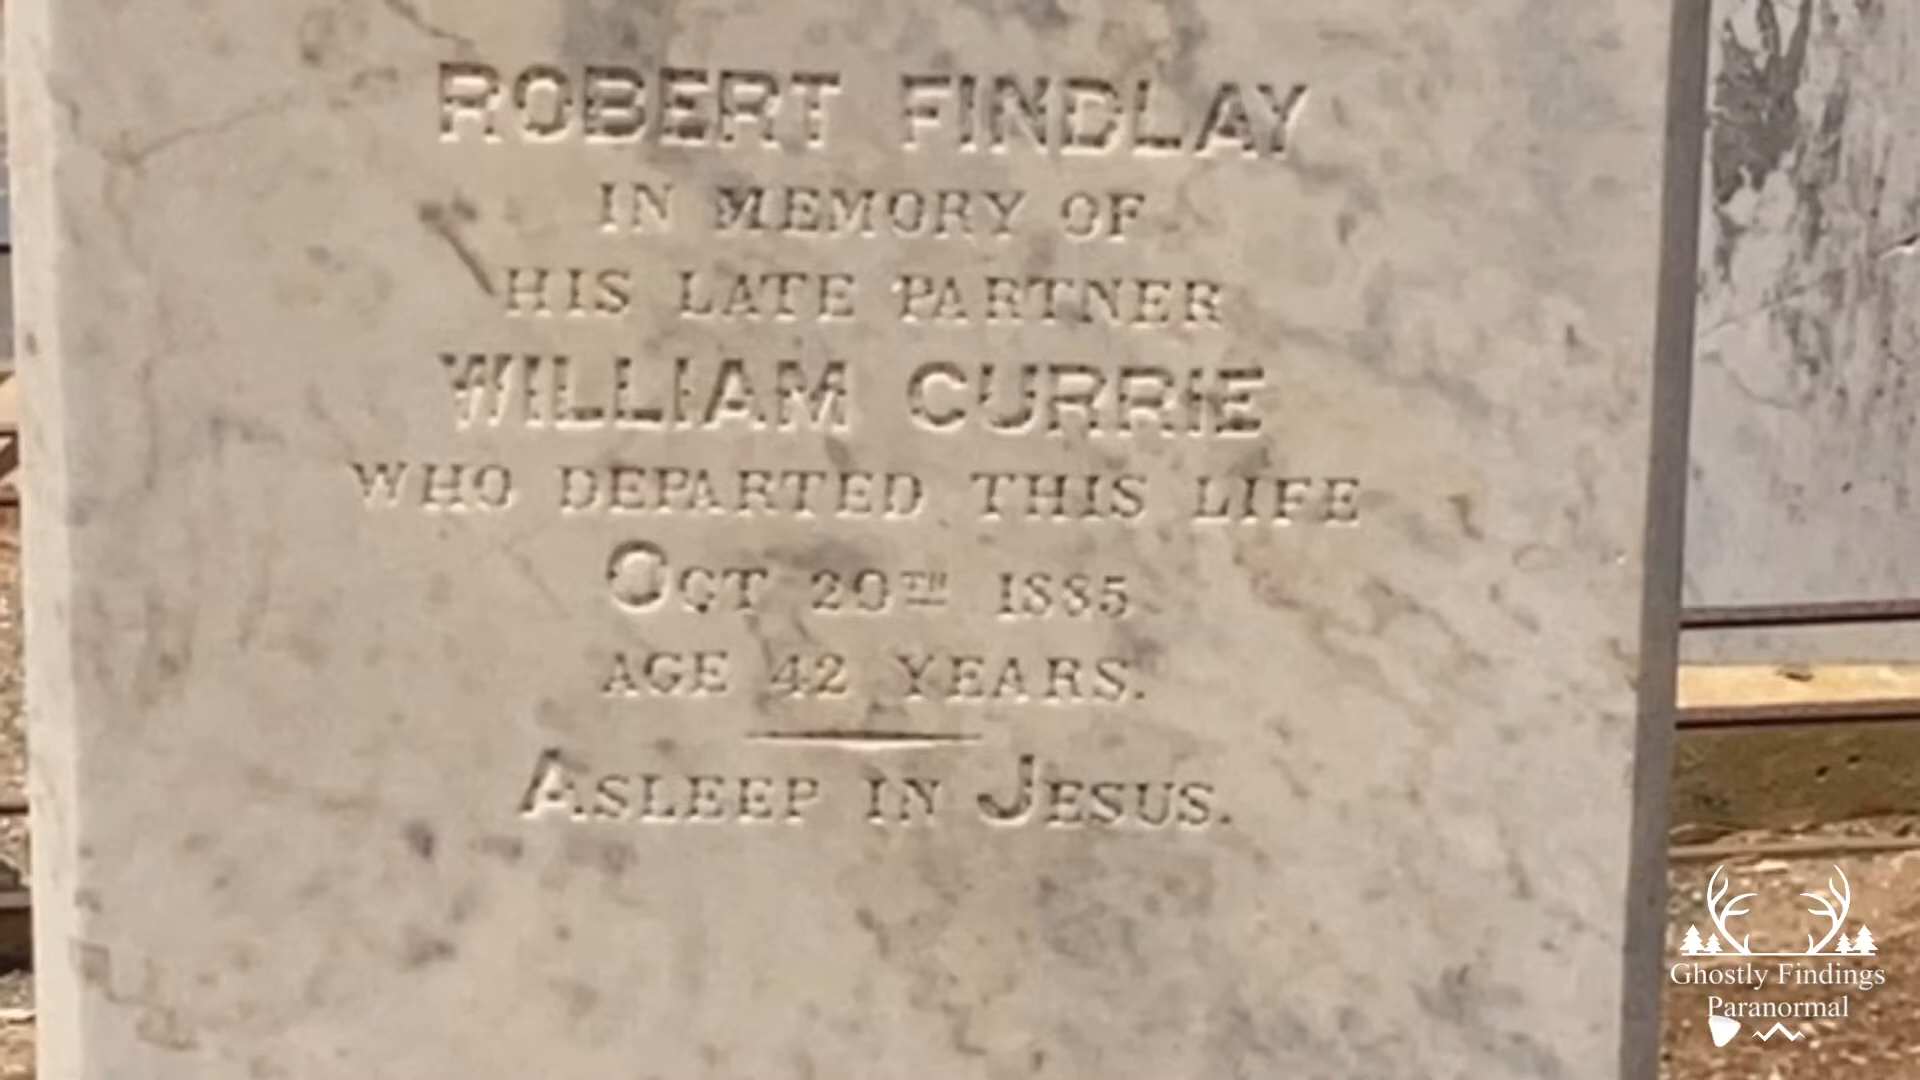 ROBERT FINDLAY
IN MEMORY OF
HIS LATE PARTNER
WILLIAM CURRIE
WHO DEPARTED THIS LIFE
OCT 20TH 1885
AGE 42 YEARS.
ASLEEP IN JESUS.
Ghostly Findings
Paranormal